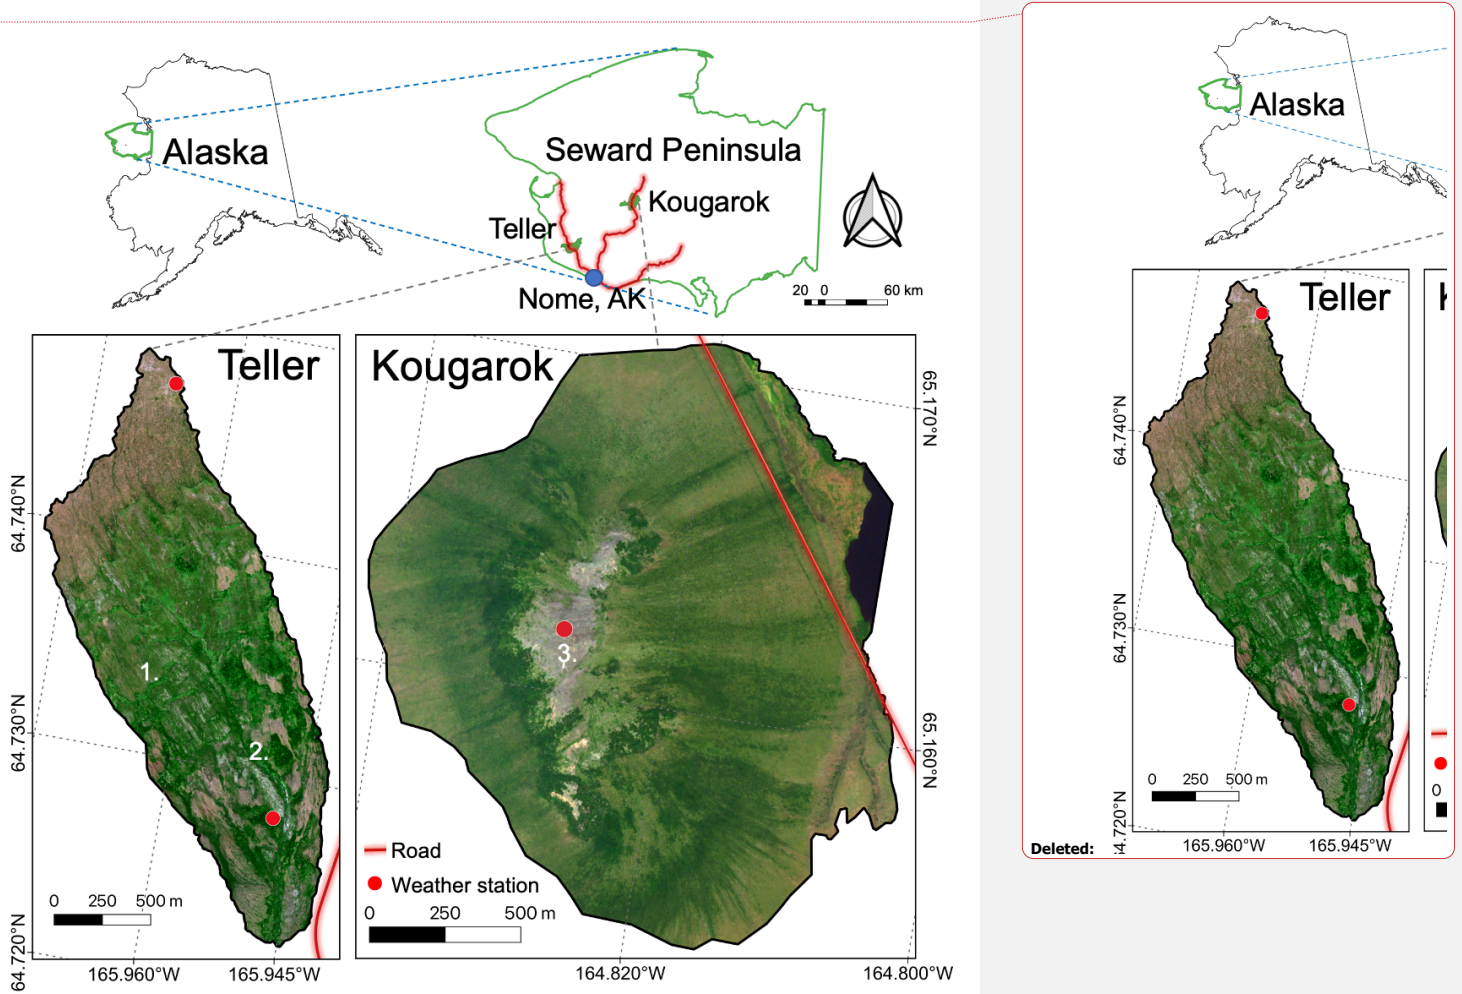 Alaska
Seward Peninsula
Kougarok
Teller
Nome, AK
20 0 60 km
Teller
64.740°N
64.730°N
64.720°N
1.
2.
0 250 500 m
165.960°W 165.945°W
Kougarok
65.170°N
65.160°N
3.
Road
Weather station
0 250 500 m
164.820°W 164.800°W
Alaska
Teller
64.740°N
64.730°N
64.720°N
0 250 500 m
165.960°W 165.945°W
0
Deleted: